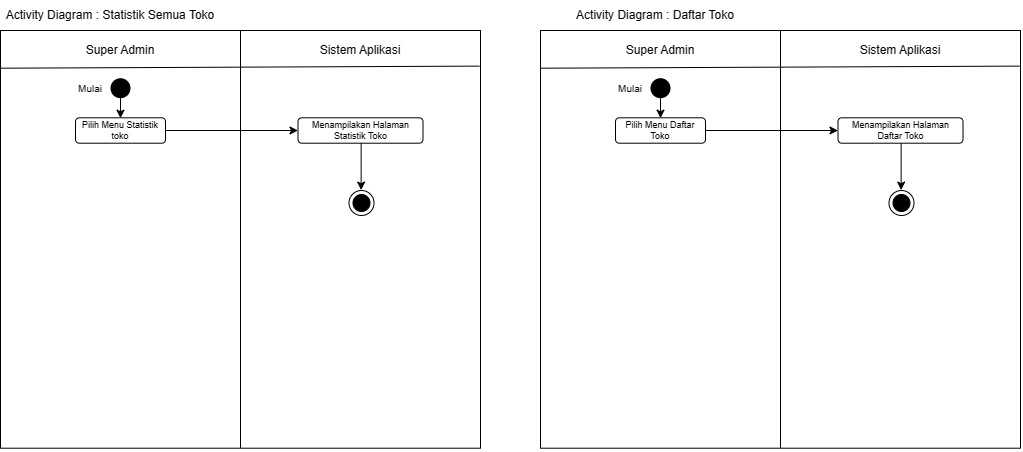 Activity Diagram : Statistik Semua Toko
Super Admin
Sistem Aplikasi
Mulai
Pilih Menu Statistik
toko
Menampilakan Halaman
Statistik Toko
Activity Diagram : Daftar Toko
Super Admin
Sistem Aplikasi
Mulai
Pilih Menu Daftar
Toko
Menampilakan Halaman
Daftar Toko